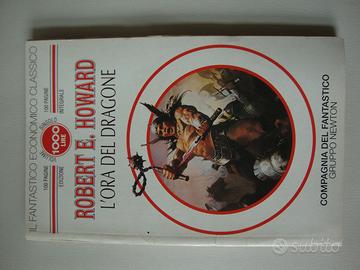 IL FANTASTICO ECONOMICO CLASSICO
100 PAGINE
1000
LIRE
100 PAGINE
EDIZIONE
INTEGRALE
ROBERT E. HOWARD
L'ORA DEL DRAGONE
COMPAGNIA DEL FANTASTICO
GRUPPO NEWTON
subito